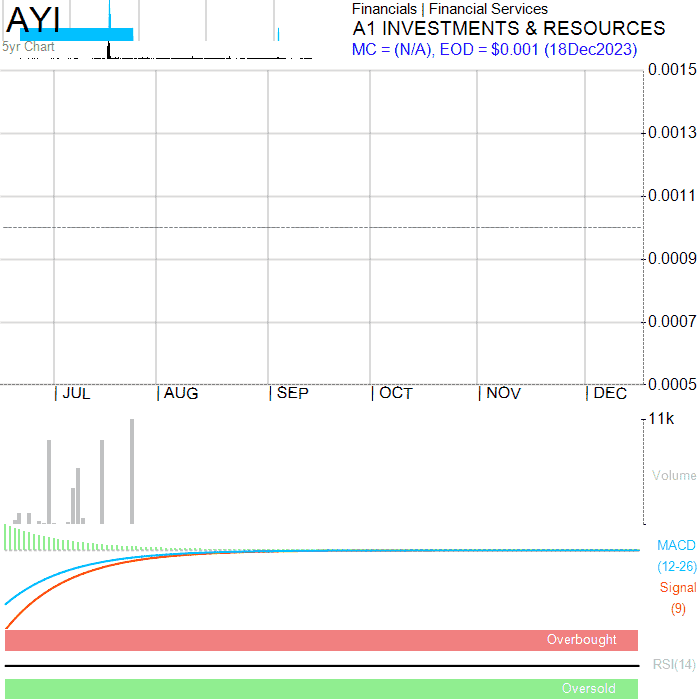 AYI
5yr Chart
Financials | Financial Services
A1 INVESTMENTS & RESOURCES
MC = (N/A), EOD = $0.001 (18Dec2023)
0.0015
0.0013
0.0011
0.0009
0.0007
0.0005
| JUL | AUG | SEP | OCT | NOV | DEC
11k
Volume
MACD
(12-26)
Signal
(9)
Overbought
RSI(14)
Oversold